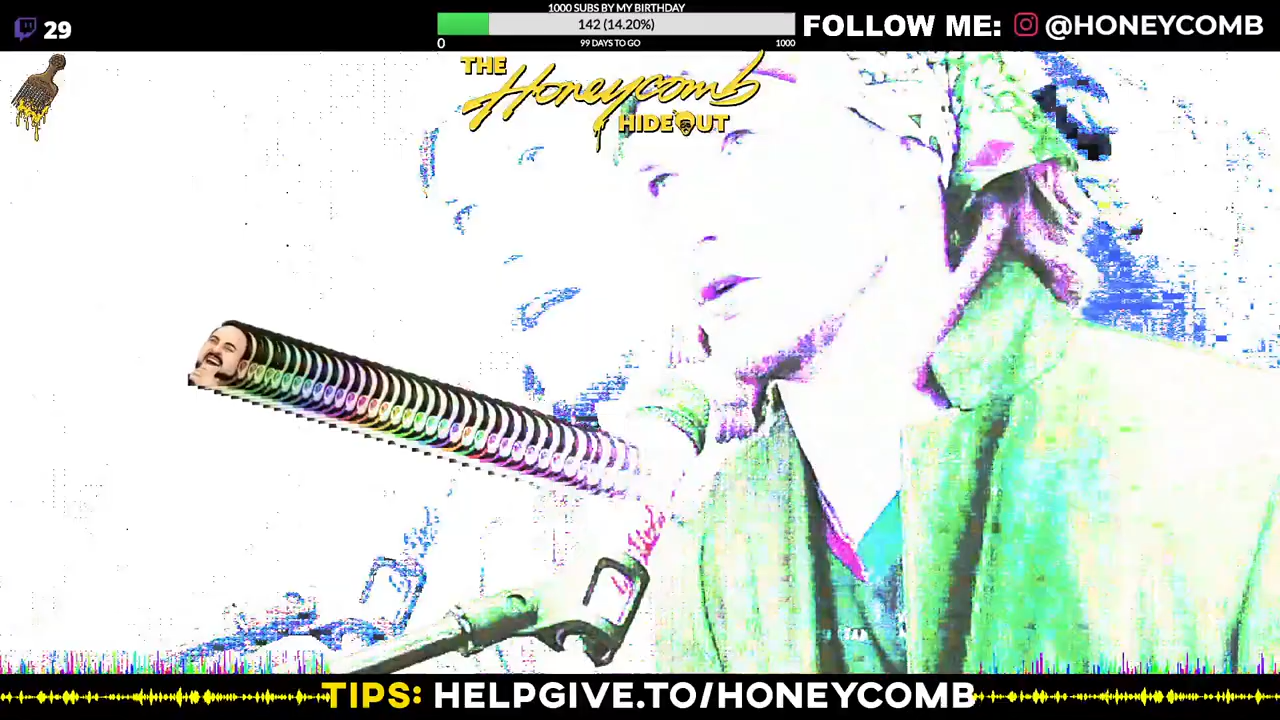 29
1000 SUBS BY MY BIRTHDAY
142 (14.20%)
0 99 DAYS TO GO 1000
FOLLOW ME: @HONEYCOMB
THE
Honeycomb
HIDEOUT
TIPS: HELPGIVE.TO/HONEYCOMB